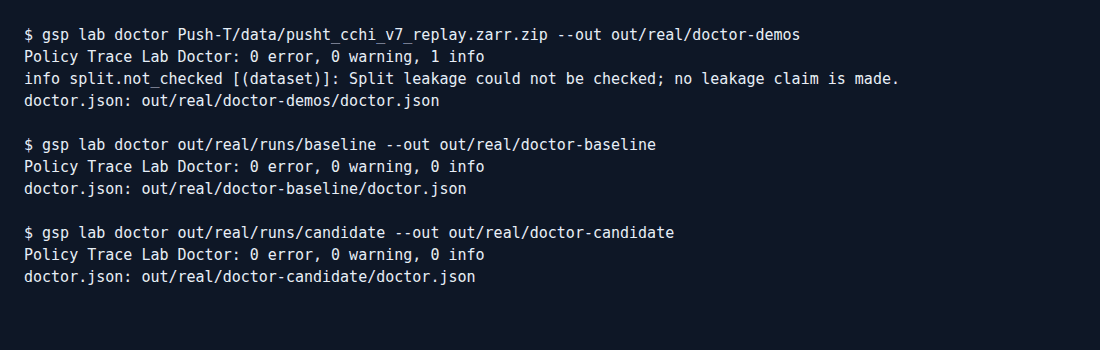 $ gsp lab doctor Push-T/data/pusht_cchi_v7_replay.zarr.zip --out out/real/doctor-demos
Policy Trace Lab Doctor: 0 error, 0 warning, 1 info
info split.not_checked [(dataset)]: Split leakage could not be checked; no leakage claim is made.
doctor.json: out/real/doctor-demos/doctor.json
$ gsp lab doctor out/real/runs/baseline --out out/real/doctor-baseline
Policy Trace Lab Doctor: 0 error, 0 warning, 0 info
doctor.json: out/real/doctor-baseline/doctor.json
$ gsp lab doctor out/real/runs/candidate --out out/real/doctor-candidate
Policy Trace Lab Doctor: 0 error, 0 warning, 0 info
doctor.json: out/real/doctor-candidate/doctor.json